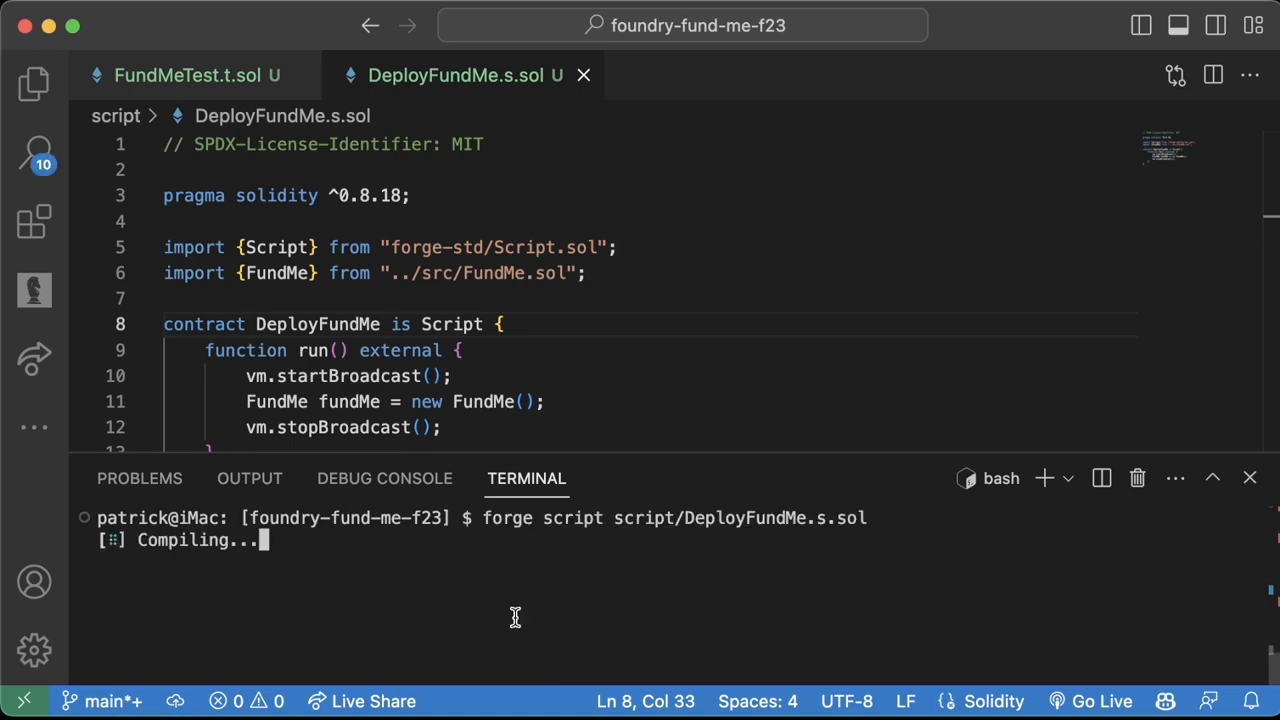 foundry-fund-me-f23
FundMeTest.t.sol U
DeployFundMe.s.sol U
script > DeployFundMe.s.sol
10
1 // SPDX-License-Identifier: MIT
2
3 pragma solidity ^0.8.18;
4
5 import {Script} from "forge-std/Script.sol";
6 import {FundMe} from "../src/FundMe.sol";
7
8 contract DeployFundMe is Script {
9 function run() external {
10 vm.startBroadcast();
11 FundMe fundMe = new FundMe();
12 vm.stopBroadcast();
13 }
PROBLEMS OUTPUT DEBUG CONSOLE TERMINAL bash
patrick@iMac: [foundry-fund-me-f23] $ forge script script/DeployFundMe.s.sol
[⠿] Compiling...
main*+ 0 0 Live Share Ln 8, Col 33 Spaces: 4 UTF-8 LF {} Solidity Go Live